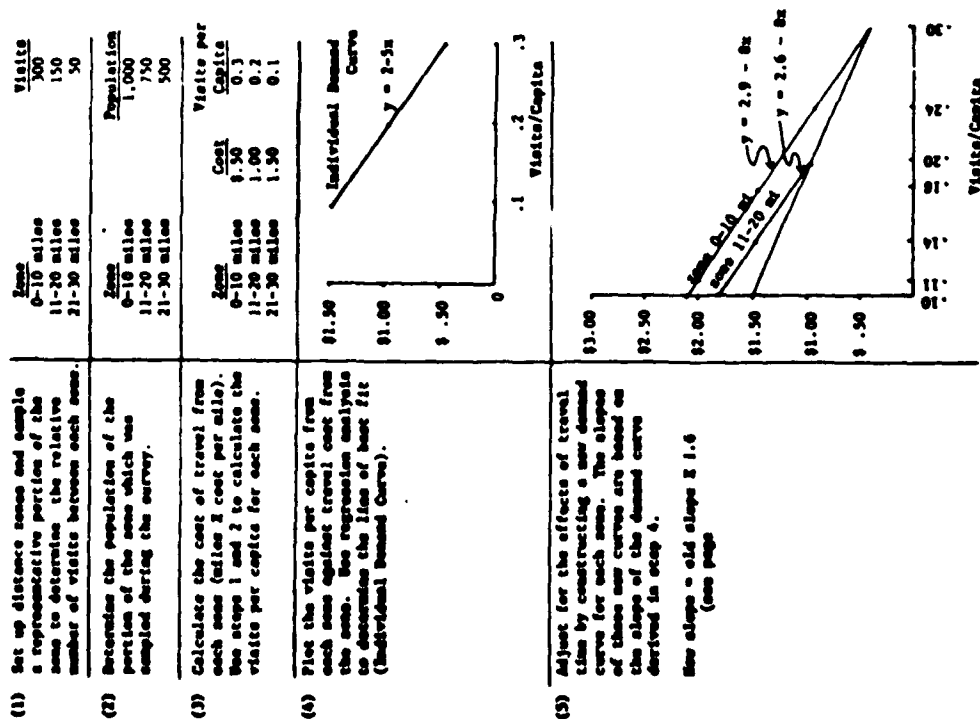 (1) Set up distance zones and sample
a representative portion of the
zone to determine the relative
number of visits between each zone.
Zone Visits
0-10 miles 300
11-20 miles 150
21-30 miles 50
(2) Determine the population of the
portion of the zone which was
sampled during the survey.
Zone Population
0-10 miles 1,000
11-20 miles 750
21-30 miles 500
(3) Calculate the cost of travel from
each zone (miles X cost per mile).
Use steps 1 and 2 to calculate the
visits per capita for each zone.
Visits per
Zone Cost Capita
0-10 miles $.50 0.3
11-20 miles 1.00 0.2
21-30 miles 1.50 0.1
(4) Plot the visits per capita from
each zone against travel cost from
the zone. Use regression analysis
to determine the line of best fit
(Individual Demand Curve).
Individual Demand
Curve
y = 2-5x
$1.50
$1.00
$ .50
0
.1 .2 .3
Visits/Capita
(5) Adjust for the effects of travel
time by constructing a new demand
curve for each zone. The slopes
of these new curves are based on
the slope of the demand curve
derived in step 4.
New slope = old slope X 1.6
(see page
$3.00
$2.50
$2.00
$1.50
$1.00
$ .50
Zone 0-10 mi
zone 11-20 mi
y = 2.9 - 8x
y = 2.6 - 8x
.10 .11 .14 .18 .20 .24 .30
Visits/Capita